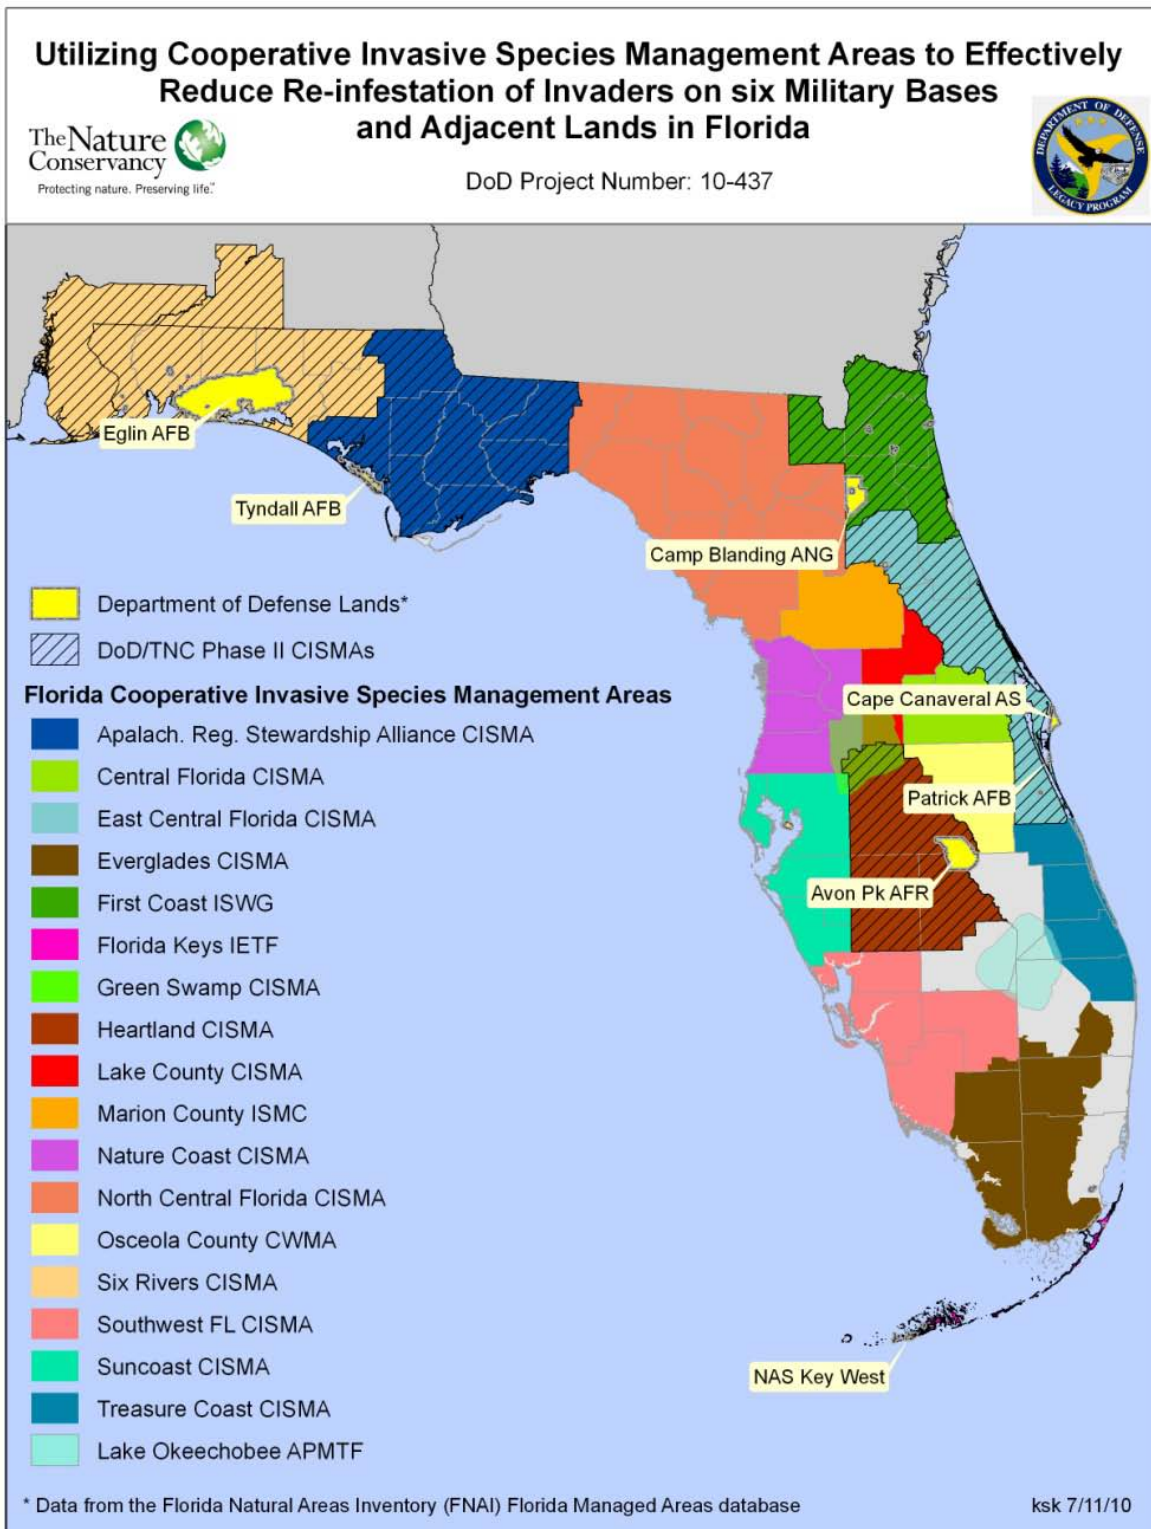 Utilizing Cooperative Invasive Species Management Areas to Effectively
Reduce Re-infestation of Invaders on six Military Bases
and Adjacent Lands in Florida
The Nature
Conservancy
Protecting nature. Preserving life.™
DoD Project Number: 10-437
DEPARTMENT OF DEFENSE
LEGACY PROGRAM
Eglin AFB
Tyndall AFB
Camp Blanding ANG
Cape Canaveral AS
Patrick AFB
Avon Pk AFR
NAS Key West
Department of Defense Lands*
DoD/TNC Phase II CISMAs
Florida Cooperative Invasive Species Management Areas
Apalach. Reg. Stewardship Alliance CISMA
Central Florida CISMA
East Central Florida CISMA
Everglades CISMA
First Coast ISWG
Florida Keys IETF
Green Swamp CISMA
Heartland CISMA
Lake County CISMA
Marion County ISMC
Nature Coast CISMA
North Central Florida CISMA
Osceola County CWMA
Six Rivers CISMA
Southwest FL CISMA
Suncoast CISMA
Treasure Coast CISMA
Lake Okeechobee APMTF
* Data from the Florida Natural Areas Inventory (FNAI) Florida Managed Areas database
ksk 7/11/10